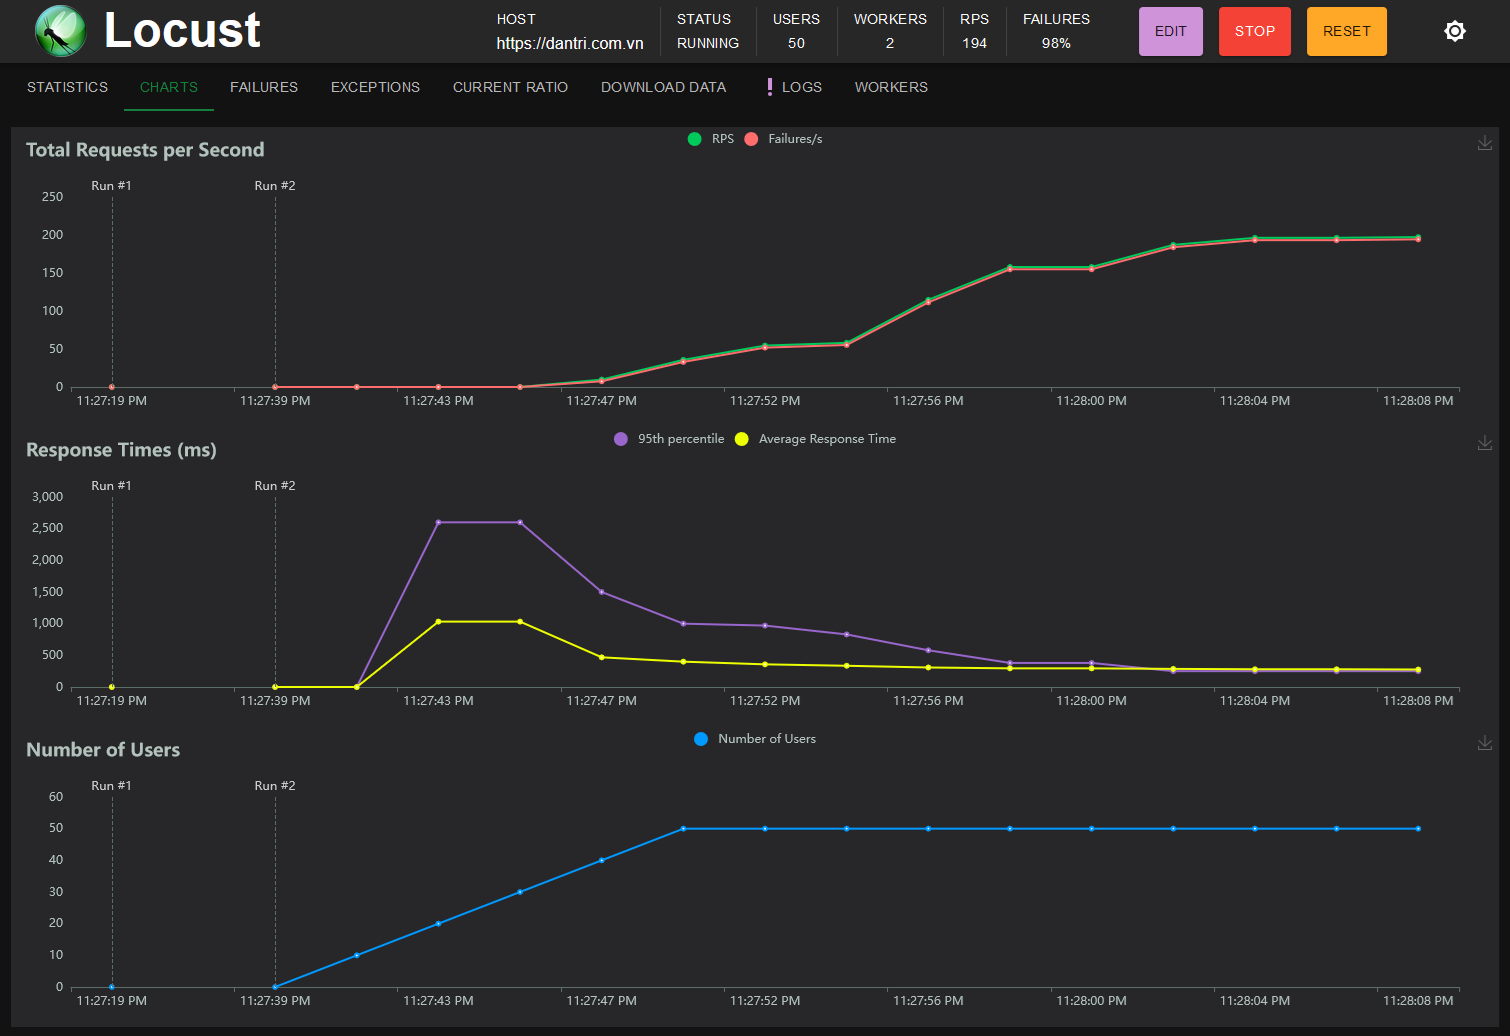 Locust
HOST
https://dantri.com.vn
STATUS
RUNNING
USERS
50
WORKERS
2
RPS
194
FAILURES
98%
EDIT
STOP
RESET
STATISTICS
CHARTS
FAILURES
EXCEPTIONS
CURRENT RATIO
DOWNLOAD DATA
! LOGS
WORKERS
Total Requests per Second
RPS
Failures/s
Run #1
Run #2
250
200
150
100
50
0
11:27:19 PM
11:27:39 PM
11:27:43 PM
11:27:47 PM
11:27:52 PM
11:27:56 PM
11:28:00 PM
11:28:04 PM
11:28:08 PM
Response Times (ms)
95th percentile
Average Response Time
Run #1
Run #2
3,000
2,500
2,000
1,500
1,000
500
0
11:27:19 PM
11:27:39 PM
11:27:43 PM
11:27:47 PM
11:27:52 PM
11:27:56 PM
11:28:00 PM
11:28:04 PM
11:28:08 PM
Number of Users
Number of Users
Run #1
Run #2
60
50
40
30
20
10
0
11:27:19 PM
11:27:39 PM
11:27:43 PM
11:27:47 PM
11:27:52 PM
11:27:56 PM
11:28:00 PM
11:28:04 PM
11:28:08 PM